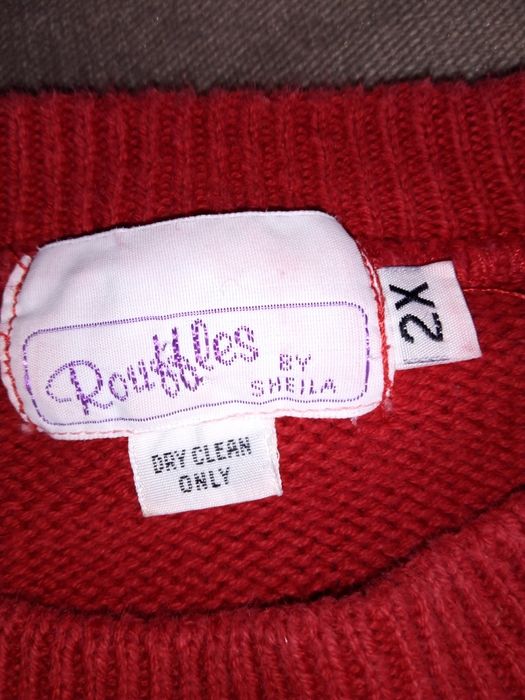 Rouffles
BY
SHEILA
2X
DRY CLEAN
ONLY